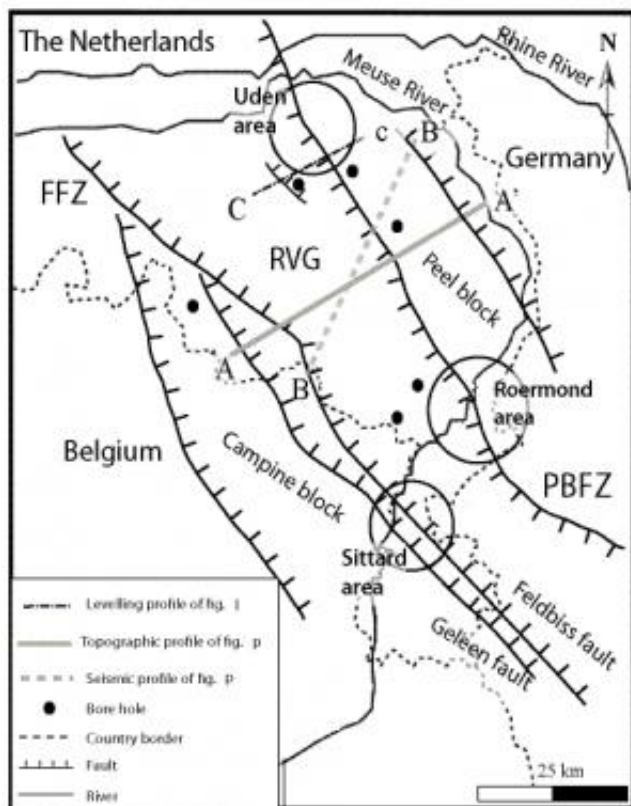 The Netherlands
Rhine River
N
Meuse River
Uden
area
c
B'
Germany
FFZ
C
A'
RVG
Peel block
A
B
Roermond
area
Belgium
Campine block
PBFZ
Sittard
area
Feldbiss fault
Geleen fault
Levelling profile of fig. l
Topographic profile of fig. p
Seismic profile of fig. p
Bore hole
Country border
Fault
River
25 km